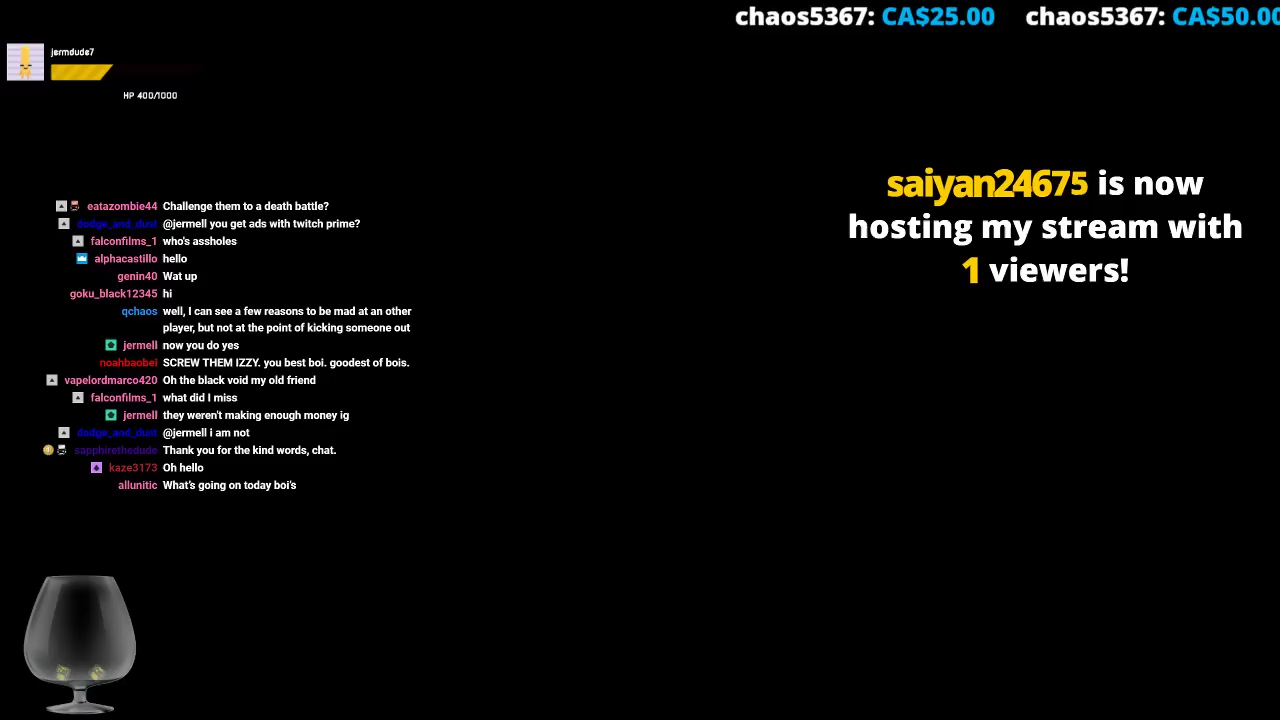 chaos5367: CA$25.00 chaos5367: CA$50.00
jermdude7
HP 400/1000
saiyan24675 is now
hosting my stream with
1 viewers!
eatazombie44 Challenge them to a death battle?
dodge_and_dust @jermell you get ads with twitch prime?
falconfilms_1 who's assholes
alphacastillo hello
genin40 Wat up
goku_black12345 hi
qchaos well, I can see a few reasons to be mad at an other
player, but not at the point of kicking someone out
jermell now you do yes
noahbaobei SCREW THEM IZZY. you best boi. goodest of bois.
vapelordmarco420 Oh the black void my old friend
falconfilms_1 what did I miss
jermell they weren't making enough money ig
dodge_and_dust @jermell i am not
sapphirethedude Thank you for the kind words, chat.
kaze3173 Oh hello
allunitic What's going on today boi's